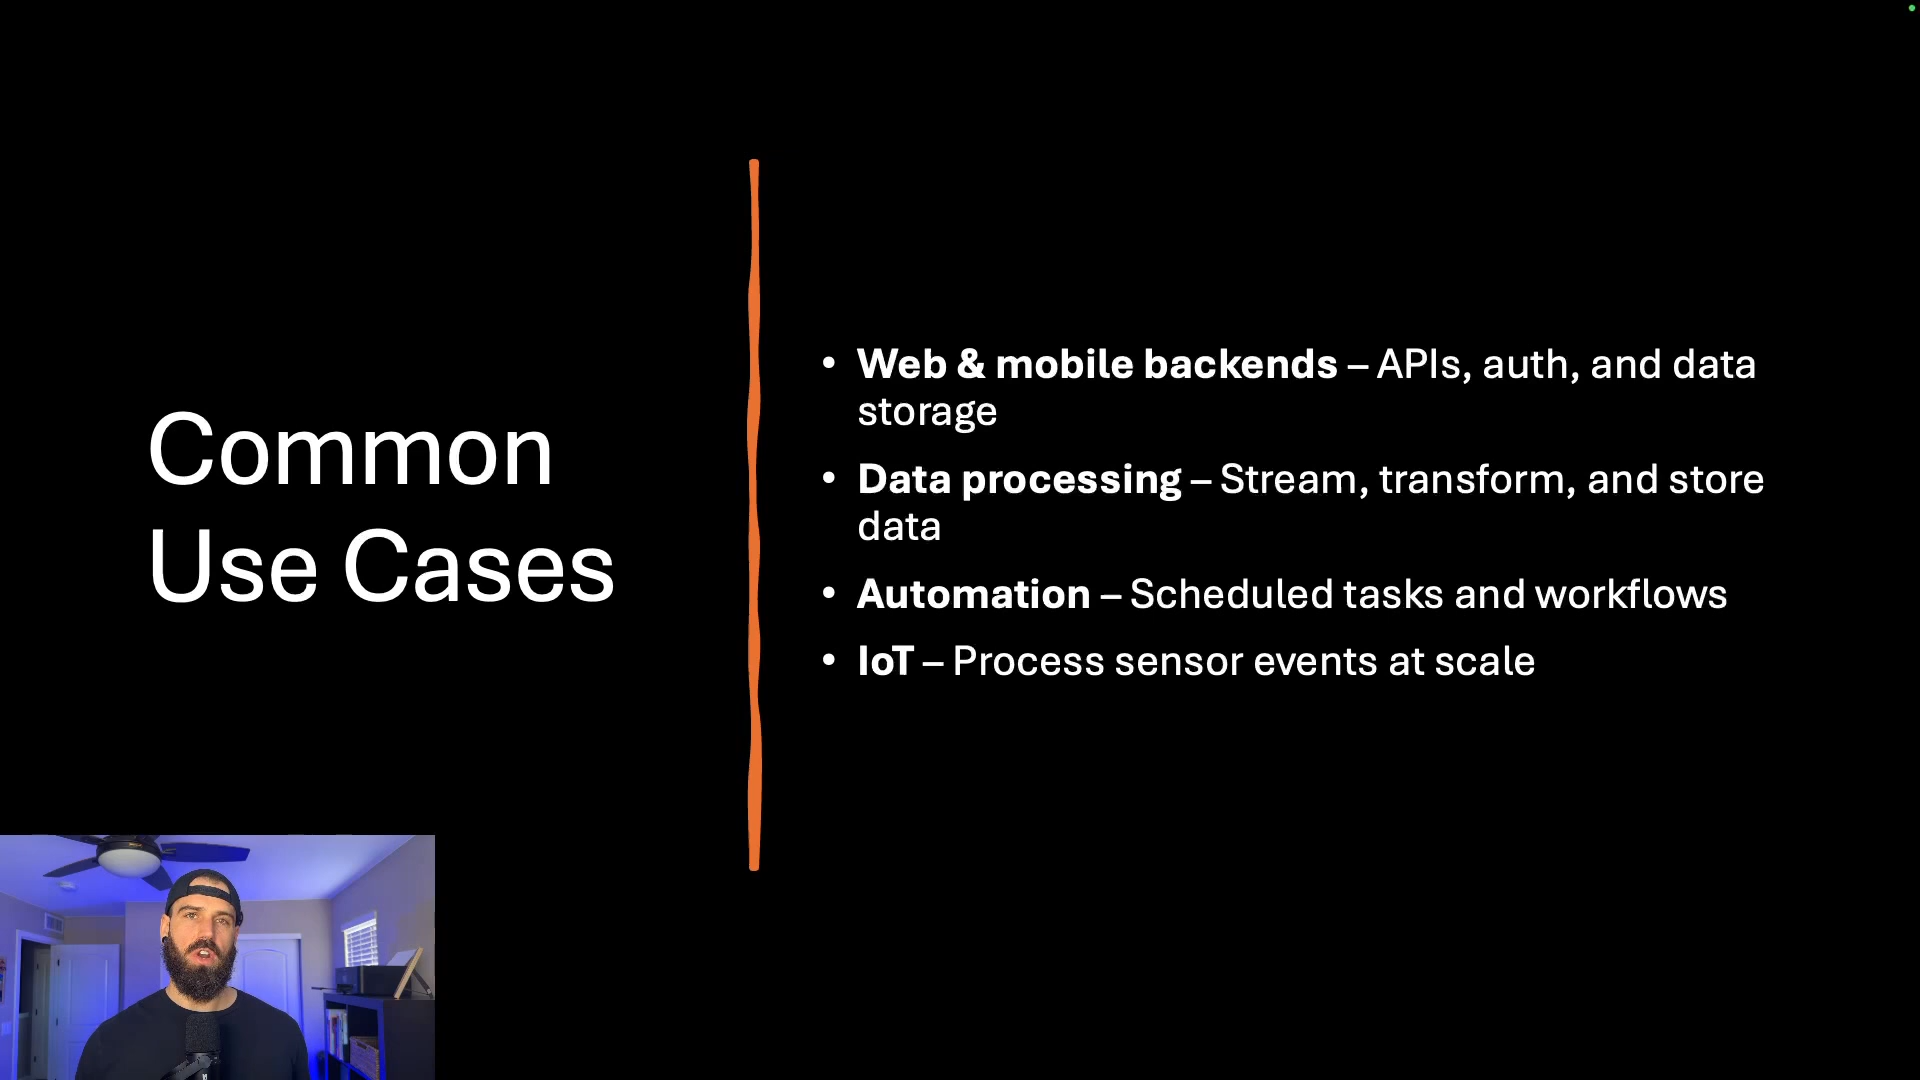 Common
Use Cases
• Web & mobile backends – APIs, auth, and data
storage
• Data processing – Stream, transform, and store
data
• Automation – Scheduled tasks and workflows
• IoT – Process sensor events at scale